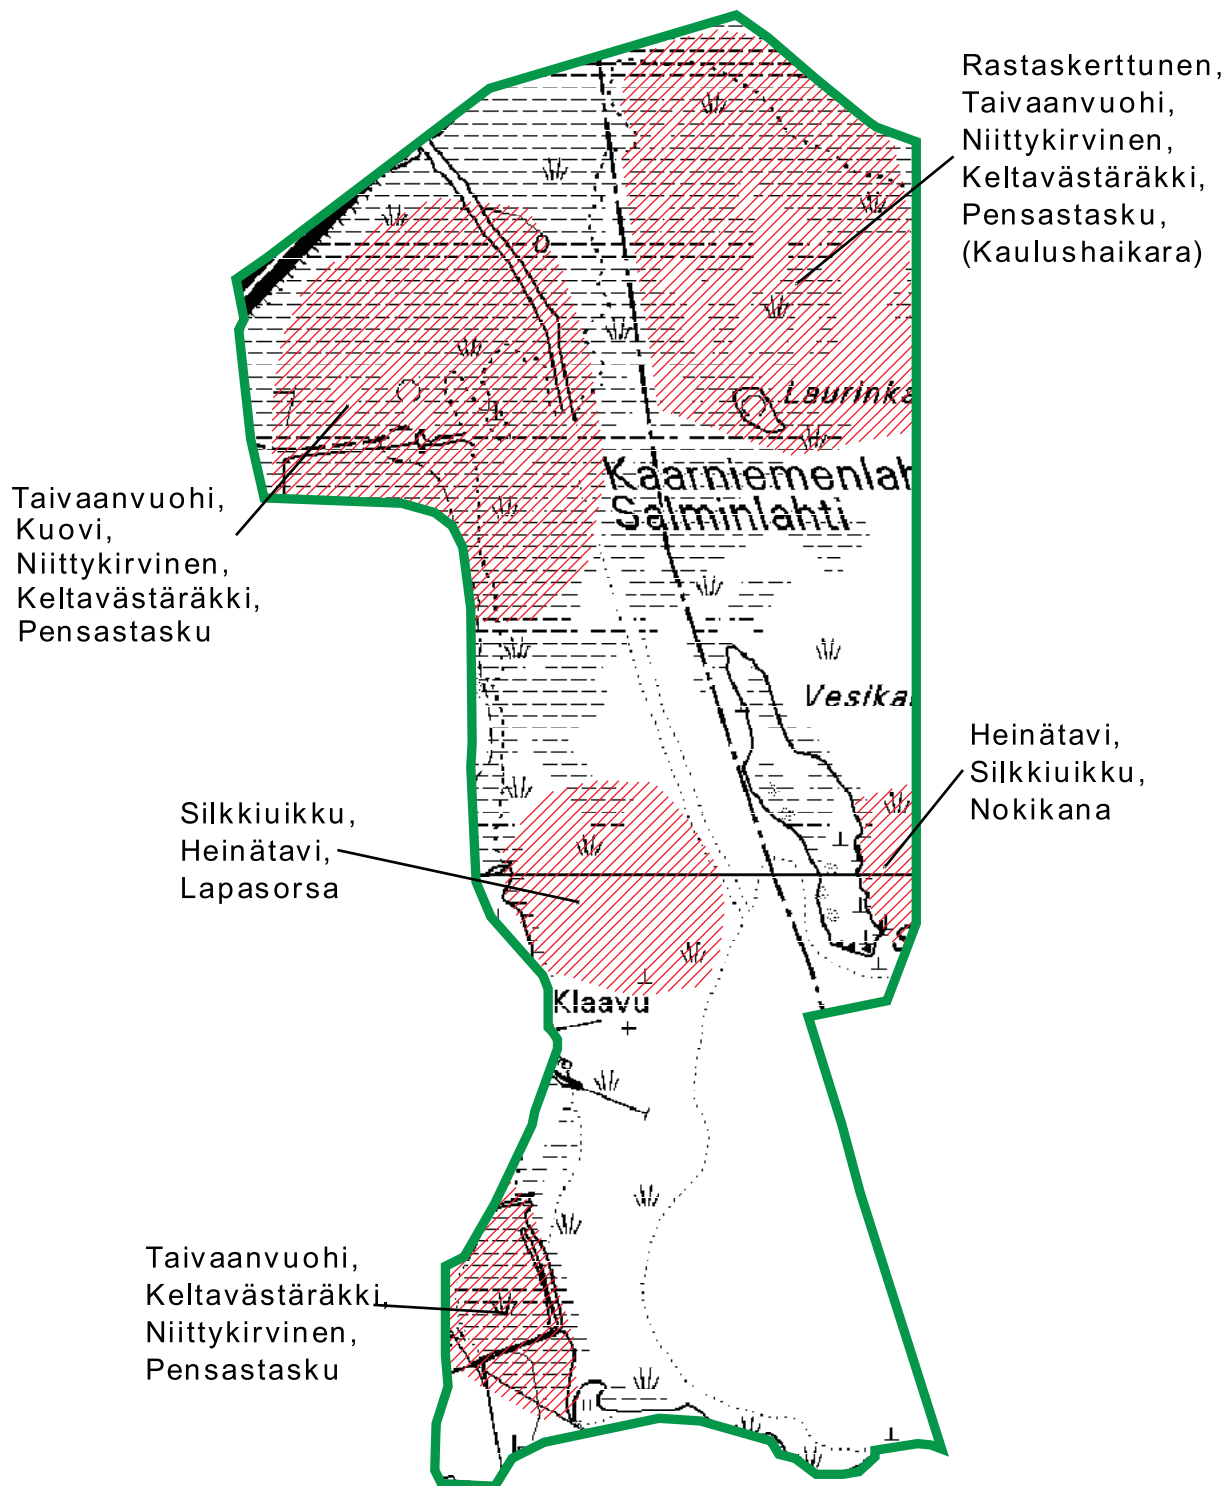 Rastaskerttunen,
Taivaanvuohi,
Niittykirvinen,
Keltavästäräkki,
Pensastasku,
(Kaulushaikara)
Laurinka
Kaarniemenlah
Salminlahti
Taivaanvuohi,
Kuovi,
Niittykirvinen,
Keltavästäräkki,
Pensastasku
Vesika
Heinätavi,
Silkkiuikku,
Nokikana
Silkkiuikku,
Heinätavi,
Lapasorsa
S
Klaavu
Taivaanvuohi,
Keltavästäräkki,
Niittykirvinen,
Pensastasku